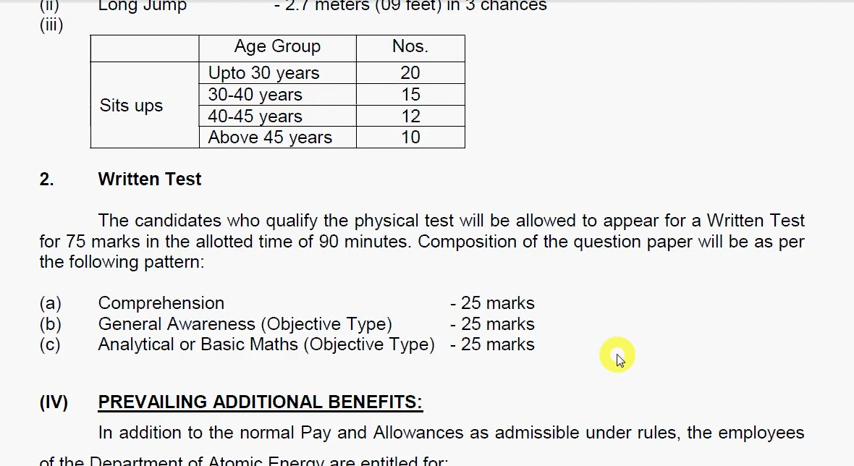 (ii) Long Jump - 2.7 meters (09 feet) in 3 chances
(iii)
Age Group Nos.
Sits ups
Upto 30 years 20
30-40 years 15
40-45 years 12
Above 45 years 10
2. Written Test
The candidates who qualify the physical test will be allowed to appear for a Written Test
for 75 marks in the allotted time of 90 minutes. Composition of the question paper will be as per
the following pattern:
(a) Comprehension - 25 marks
(b) General Awareness (Objective Type) - 25 marks
(c) Analytical or Basic Maths (Objective Type) - 25 marks
(IV) PREVAILING ADDITIONAL BENEFITS:
In addition to the normal Pay and Allowances as admissible under rules, the employees
of the Department of Atomic Energy are entitled for: